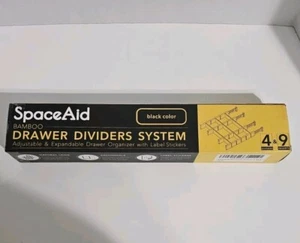 SpaceAid
BAMBOO
black color
DRAWER DIVIDERS SYSTEM
Adjustable & Expandable Drawer Organizer with Label Stickers
4 & 9